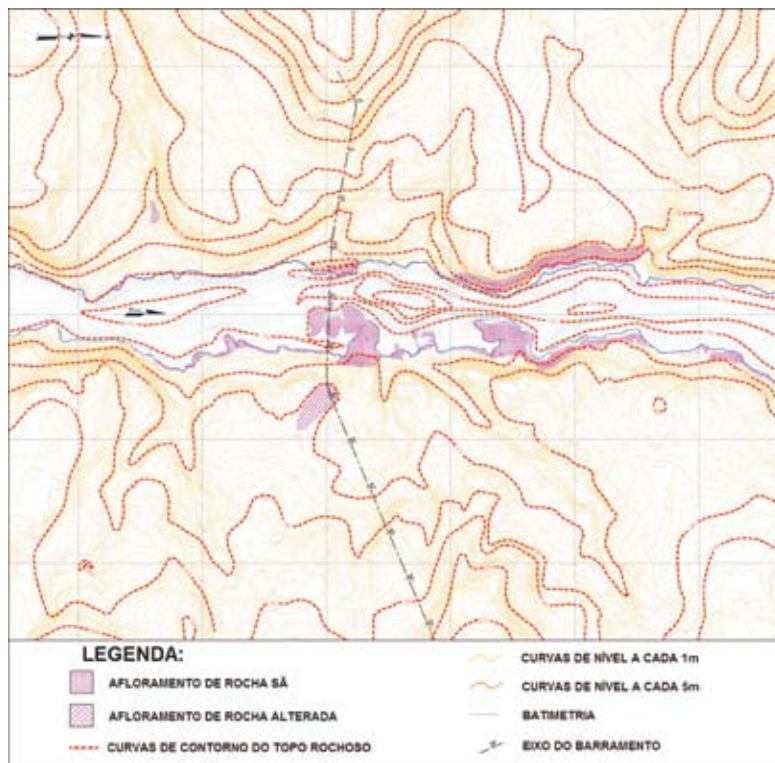 LEGENDA:
AFLORAMENTO DE ROCHA SÃ
AFLORAMENTO DE ROCHA ALTERADA
CURVAS DE CONTORNO DO TOPO ROCHOSO
CURVAS DE NÍVEL A CADA 1m
CURVAS DE NÍVEL A CADA 5m
BATIMETRIA
EIXO DO BARRAMENTO